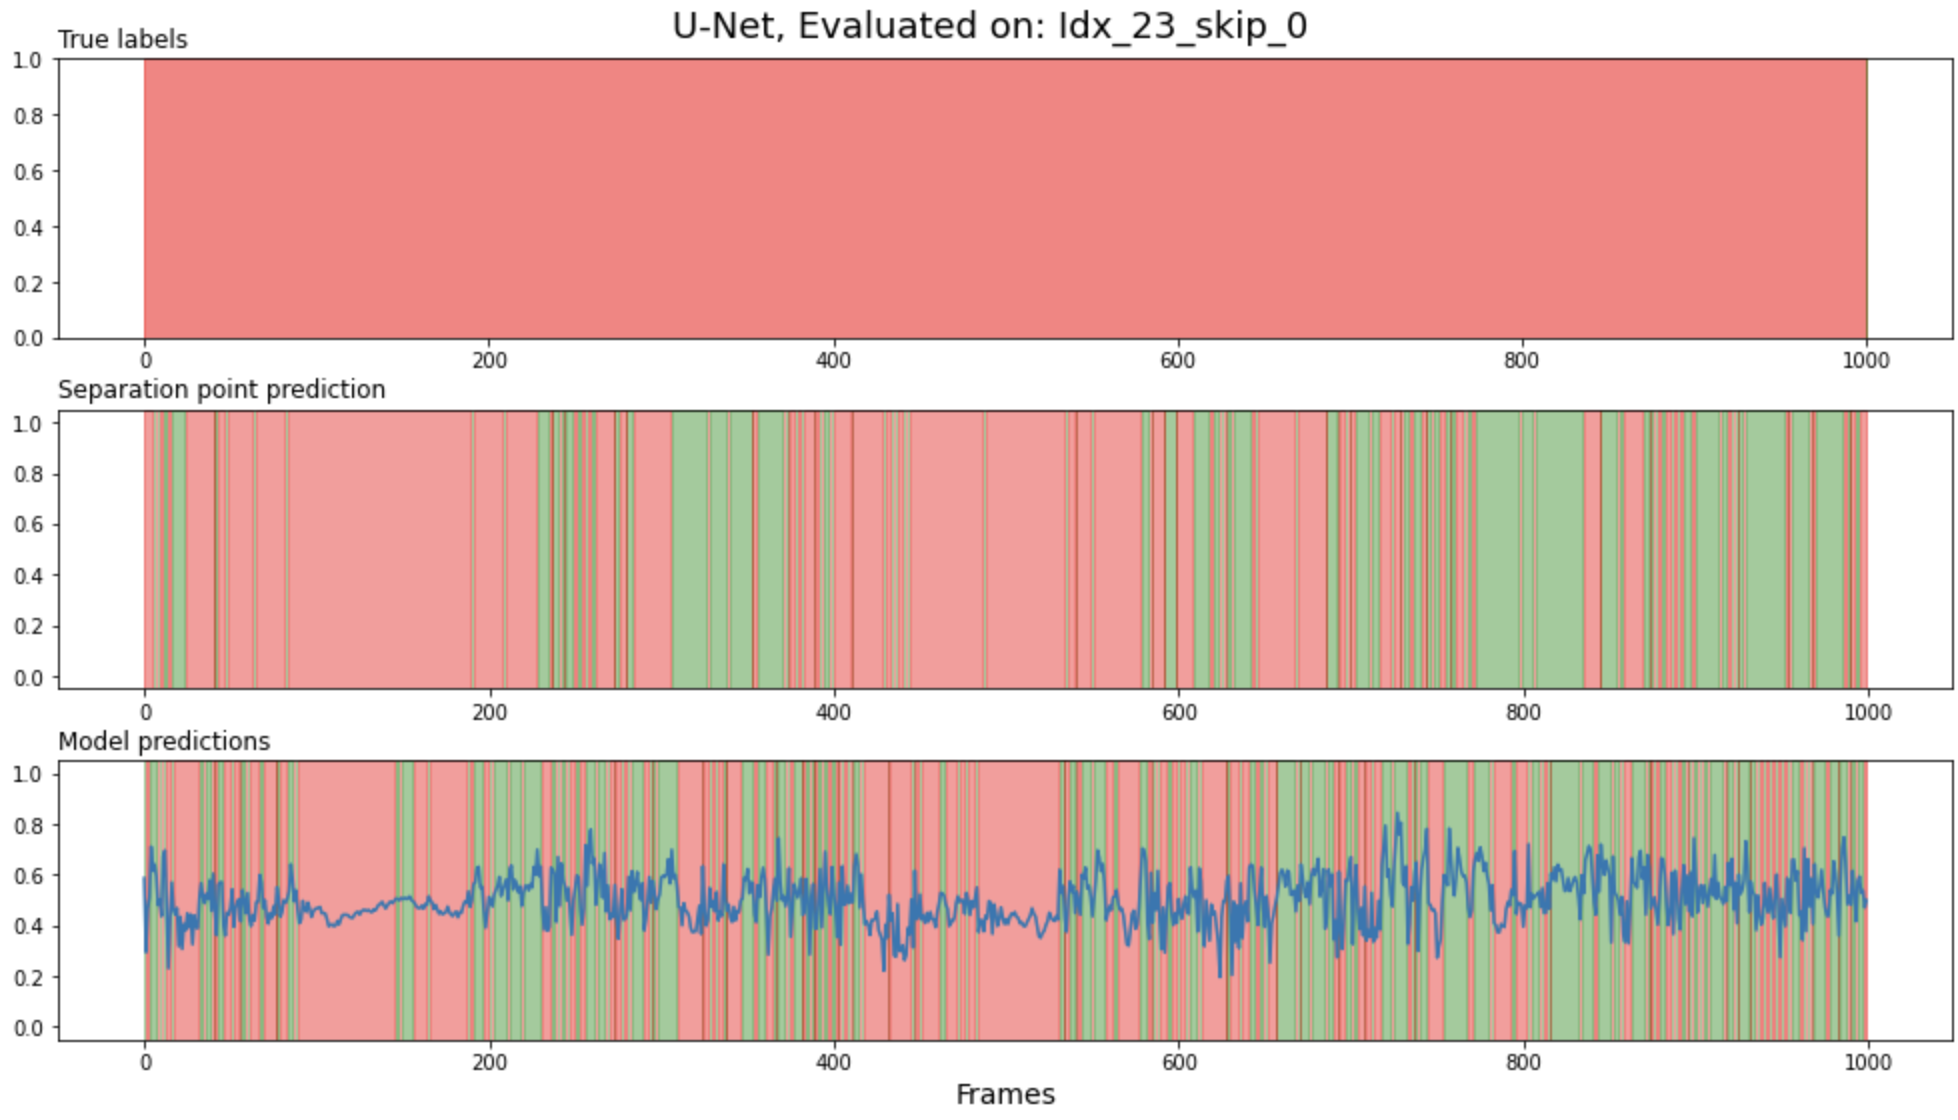 U-Net, Evaluated on: Idx_23_skip_0
True labels
1.0
0.8
0.6
0.4
0.2
0.0
0 200 400 600 800 1000
Separation point prediction
1.0
0.8
0.6
0.4
0.2
0.0
0 200 400 600 800 1000
Model predictions
1.0
0.8
0.6
0.4
0.2
0.0
0 200 400 600 800 1000
Frames